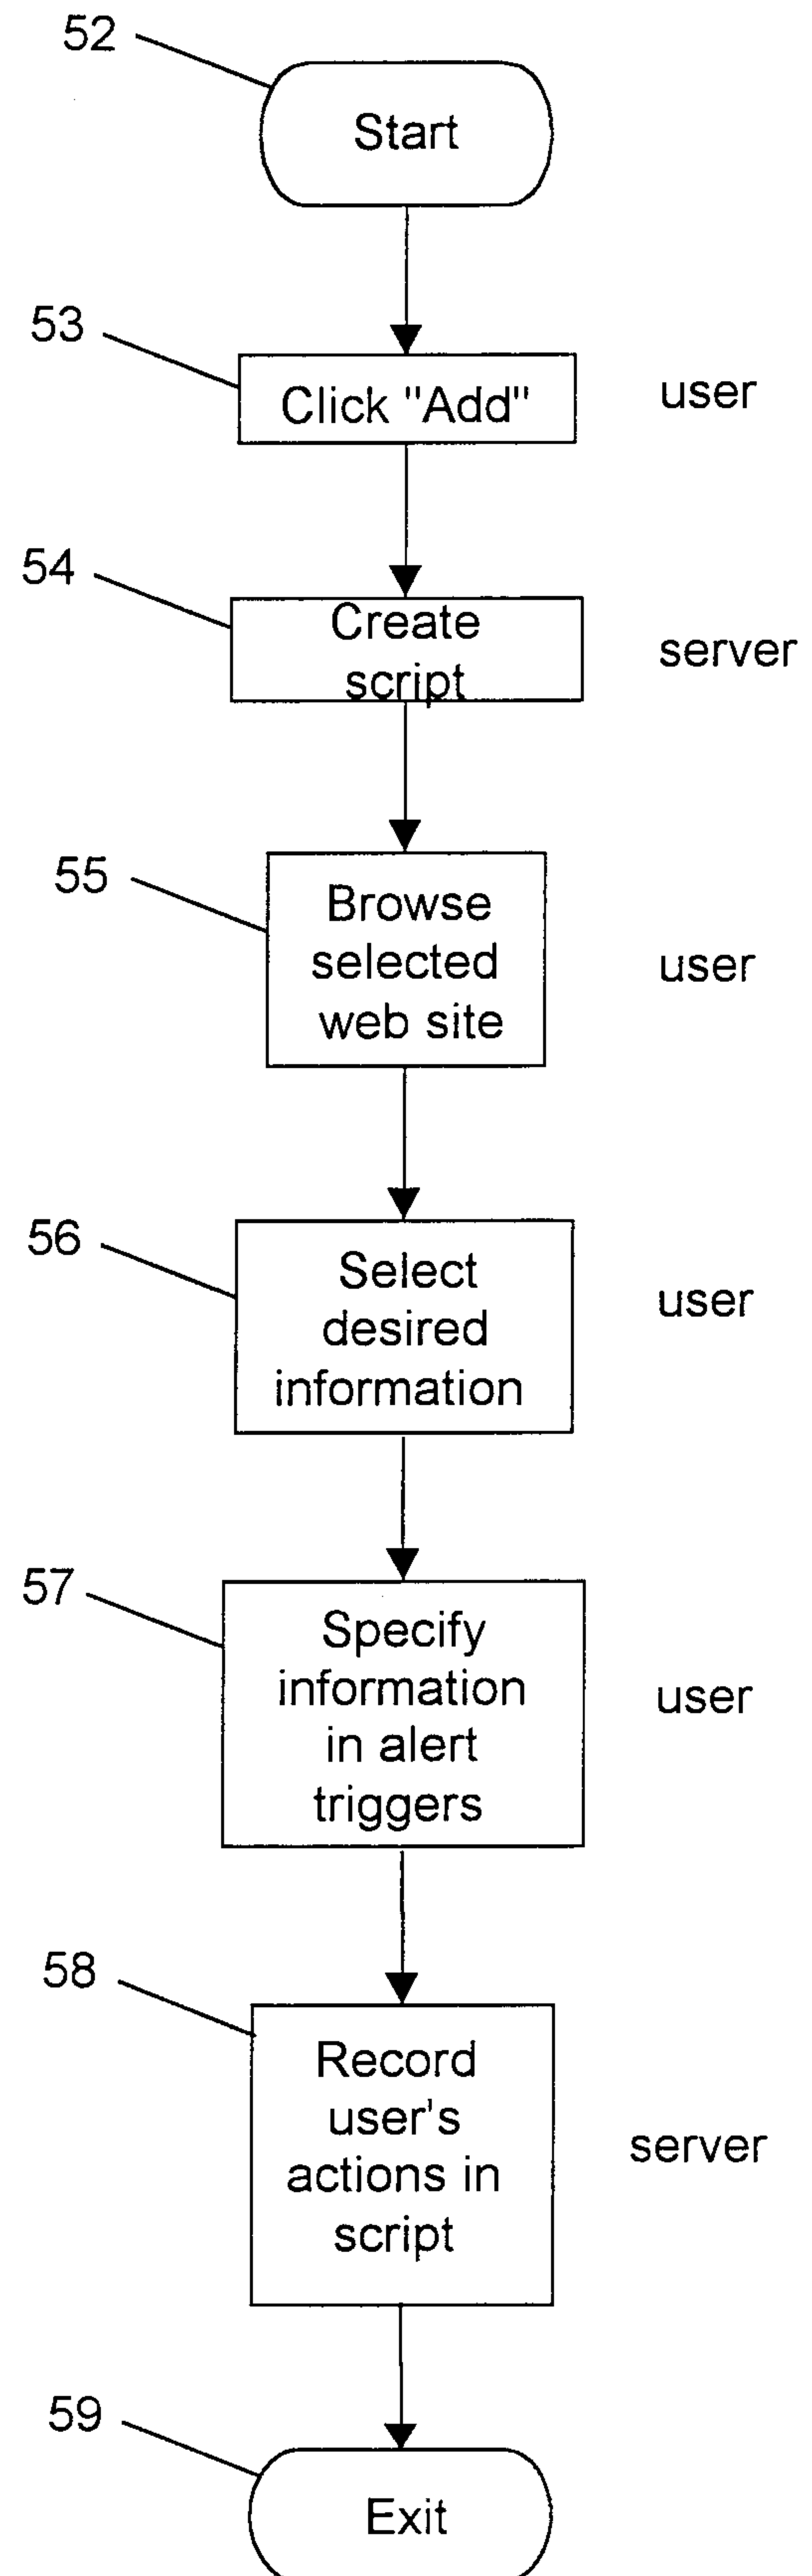 52
Start
53
Click "Add"
user
54
Create
script
server
55
Browse
selected
web site
user
56
Select
desired
information
user
57
Specify
information
in alert
triggers
user
58
Record
user's
actions in
script
server
59
Exit